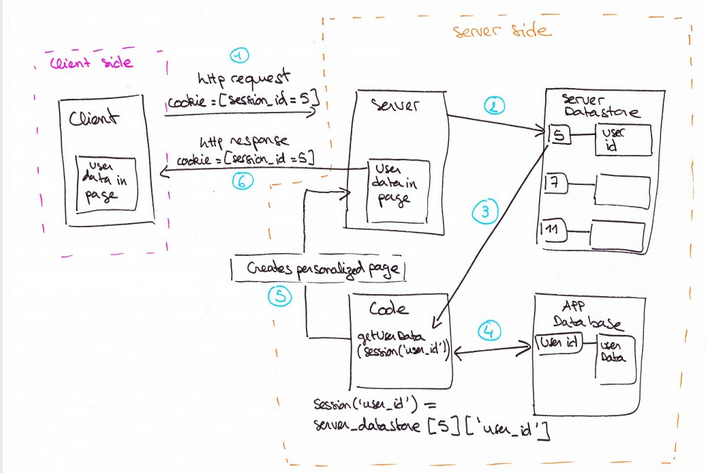 Server side
Client side
1
http request
cookie = [session_id = 5]
Client
Server
2
Server
Datastore
5
user
id
http response
cookie = [session_id = 5]
6
User
data in
page
User
data in
page
7
3
11
Creates personalized page
5
Code
getUserData
(session('user_id'))
4
APP
Database
User id
user
Data
session('user_id') =
server_datastore [5]['user_id']